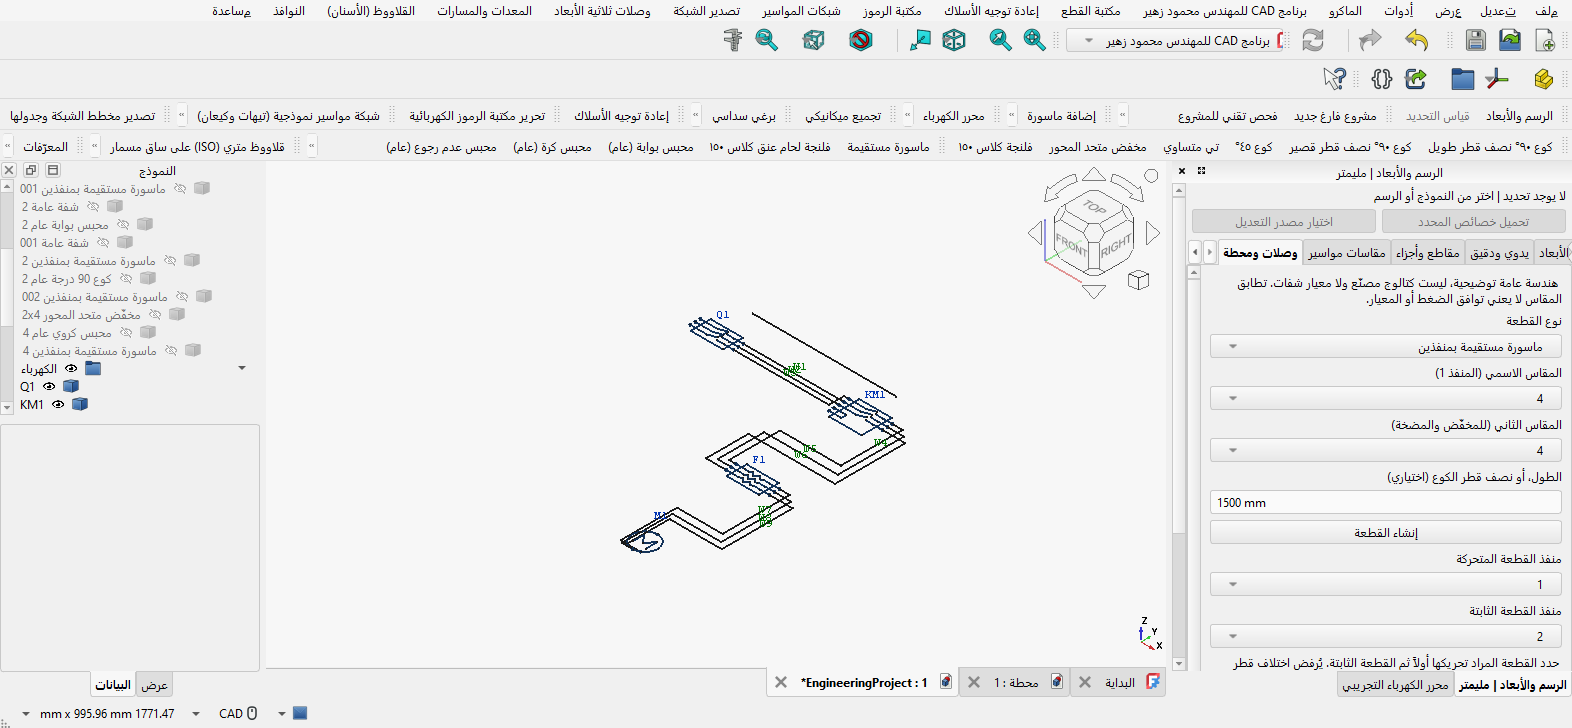 ملف تعديل عرض أدوات الماكرو برنامج CAD للمهندس محمود زهير مكتبة القطع إعادة توجيه الأسلاك مكتبة الرموز شبكات المواسير تصدير الشبكة وصلات ثلاثية الأبعاد المعدات والمسارات القلاووظ (الأسنان) النوافذ مساعدة
برنامج CAD للمهندس محمود زهير
الرسم والأبعاد قياس التحديد مشروع فارغ جديد فحص تقني للمشروع إضافة ماسورة محرر الكهرباء تجميع ميكانيكي برغي سداسي إعادة توجيه الأسلاك تحرير مكتبة الرموز الكهربائية شبكة مواسير نموذجية (تيهات وكيعان) تصدير مخطط الشبكة وجدولها
كوع ٩٠° نصف قطر طويل كوع ٩٠° نصف قطر قصير كوع ٤٥° تي متساوي مخفض متحد المحور فلنجة كلاس ١٥٠ ماسورة مستقيمة فلنجة لحام عنق كلاس ١٥٠ محبس بوابة (عام) محبس كرة (عام) محبس عدم رجوع (عام) قلاووظ متري (ISO) على ساق مسمار المعرّفات
الرسم والأبعاد | مليمتر
لا يوجد تحديد | اختر من النموذج أو الرسم
تحميل خصائص المحدد اختيار مصدر التعديل
الأبعاد يدوي ودقيق مقاطع وأجزاء مقاسات مواسير وصلات ومحطة
هندسة عامة توضيحية، ليست كتالوج مصنّع ولا معيار شفات. تطابق
المقاس لا يعني توافق الضغط أو المعيار.
نوع القطعة
ماسورة مستقيمة بمنفذين
المقاس الاسمي (المنفذ 1)
4
المقاس الثاني (للمخفّض والمضخة)
4
الطول، أو نصف قطر الكوع (اختياري)
1500 mm
إنشاء القطعة
منفذ القطعة المتحركة
1
منفذ القطعة الثابتة
2
حدد القطعة المراد تحريكها أولاً ثم القطعة الثابتة. يُرفض اختلاف قطر
الرسم والأبعاد | مليمتر محرر الكهرباء التجريبي
TOP
FRONT
RIGHT
Q1
W1
KM1
W4
W5
W6
F1
W7
W9
M1
Z
Y
X
النموذج
ماسورة مستقيمة بمنفذين 001
شفة عامة 2
محبس بوابة عام 2
شفة عامة 001
ماسورة مستقيمة بمنفذين 2
كوع 90 درجة عام 2
ماسورة مستقيمة بمنفذين 002
مخفّض متحد المحور 2x4
محبس كروي عام 4
ماسورة مستقيمة بمنفذين 4
الكهرباء
Q1
KM1
البداية محطة : 1 EngineeringProject : 1*
عرض البيانات
CAD 1771.47 mm x 995.96 mm